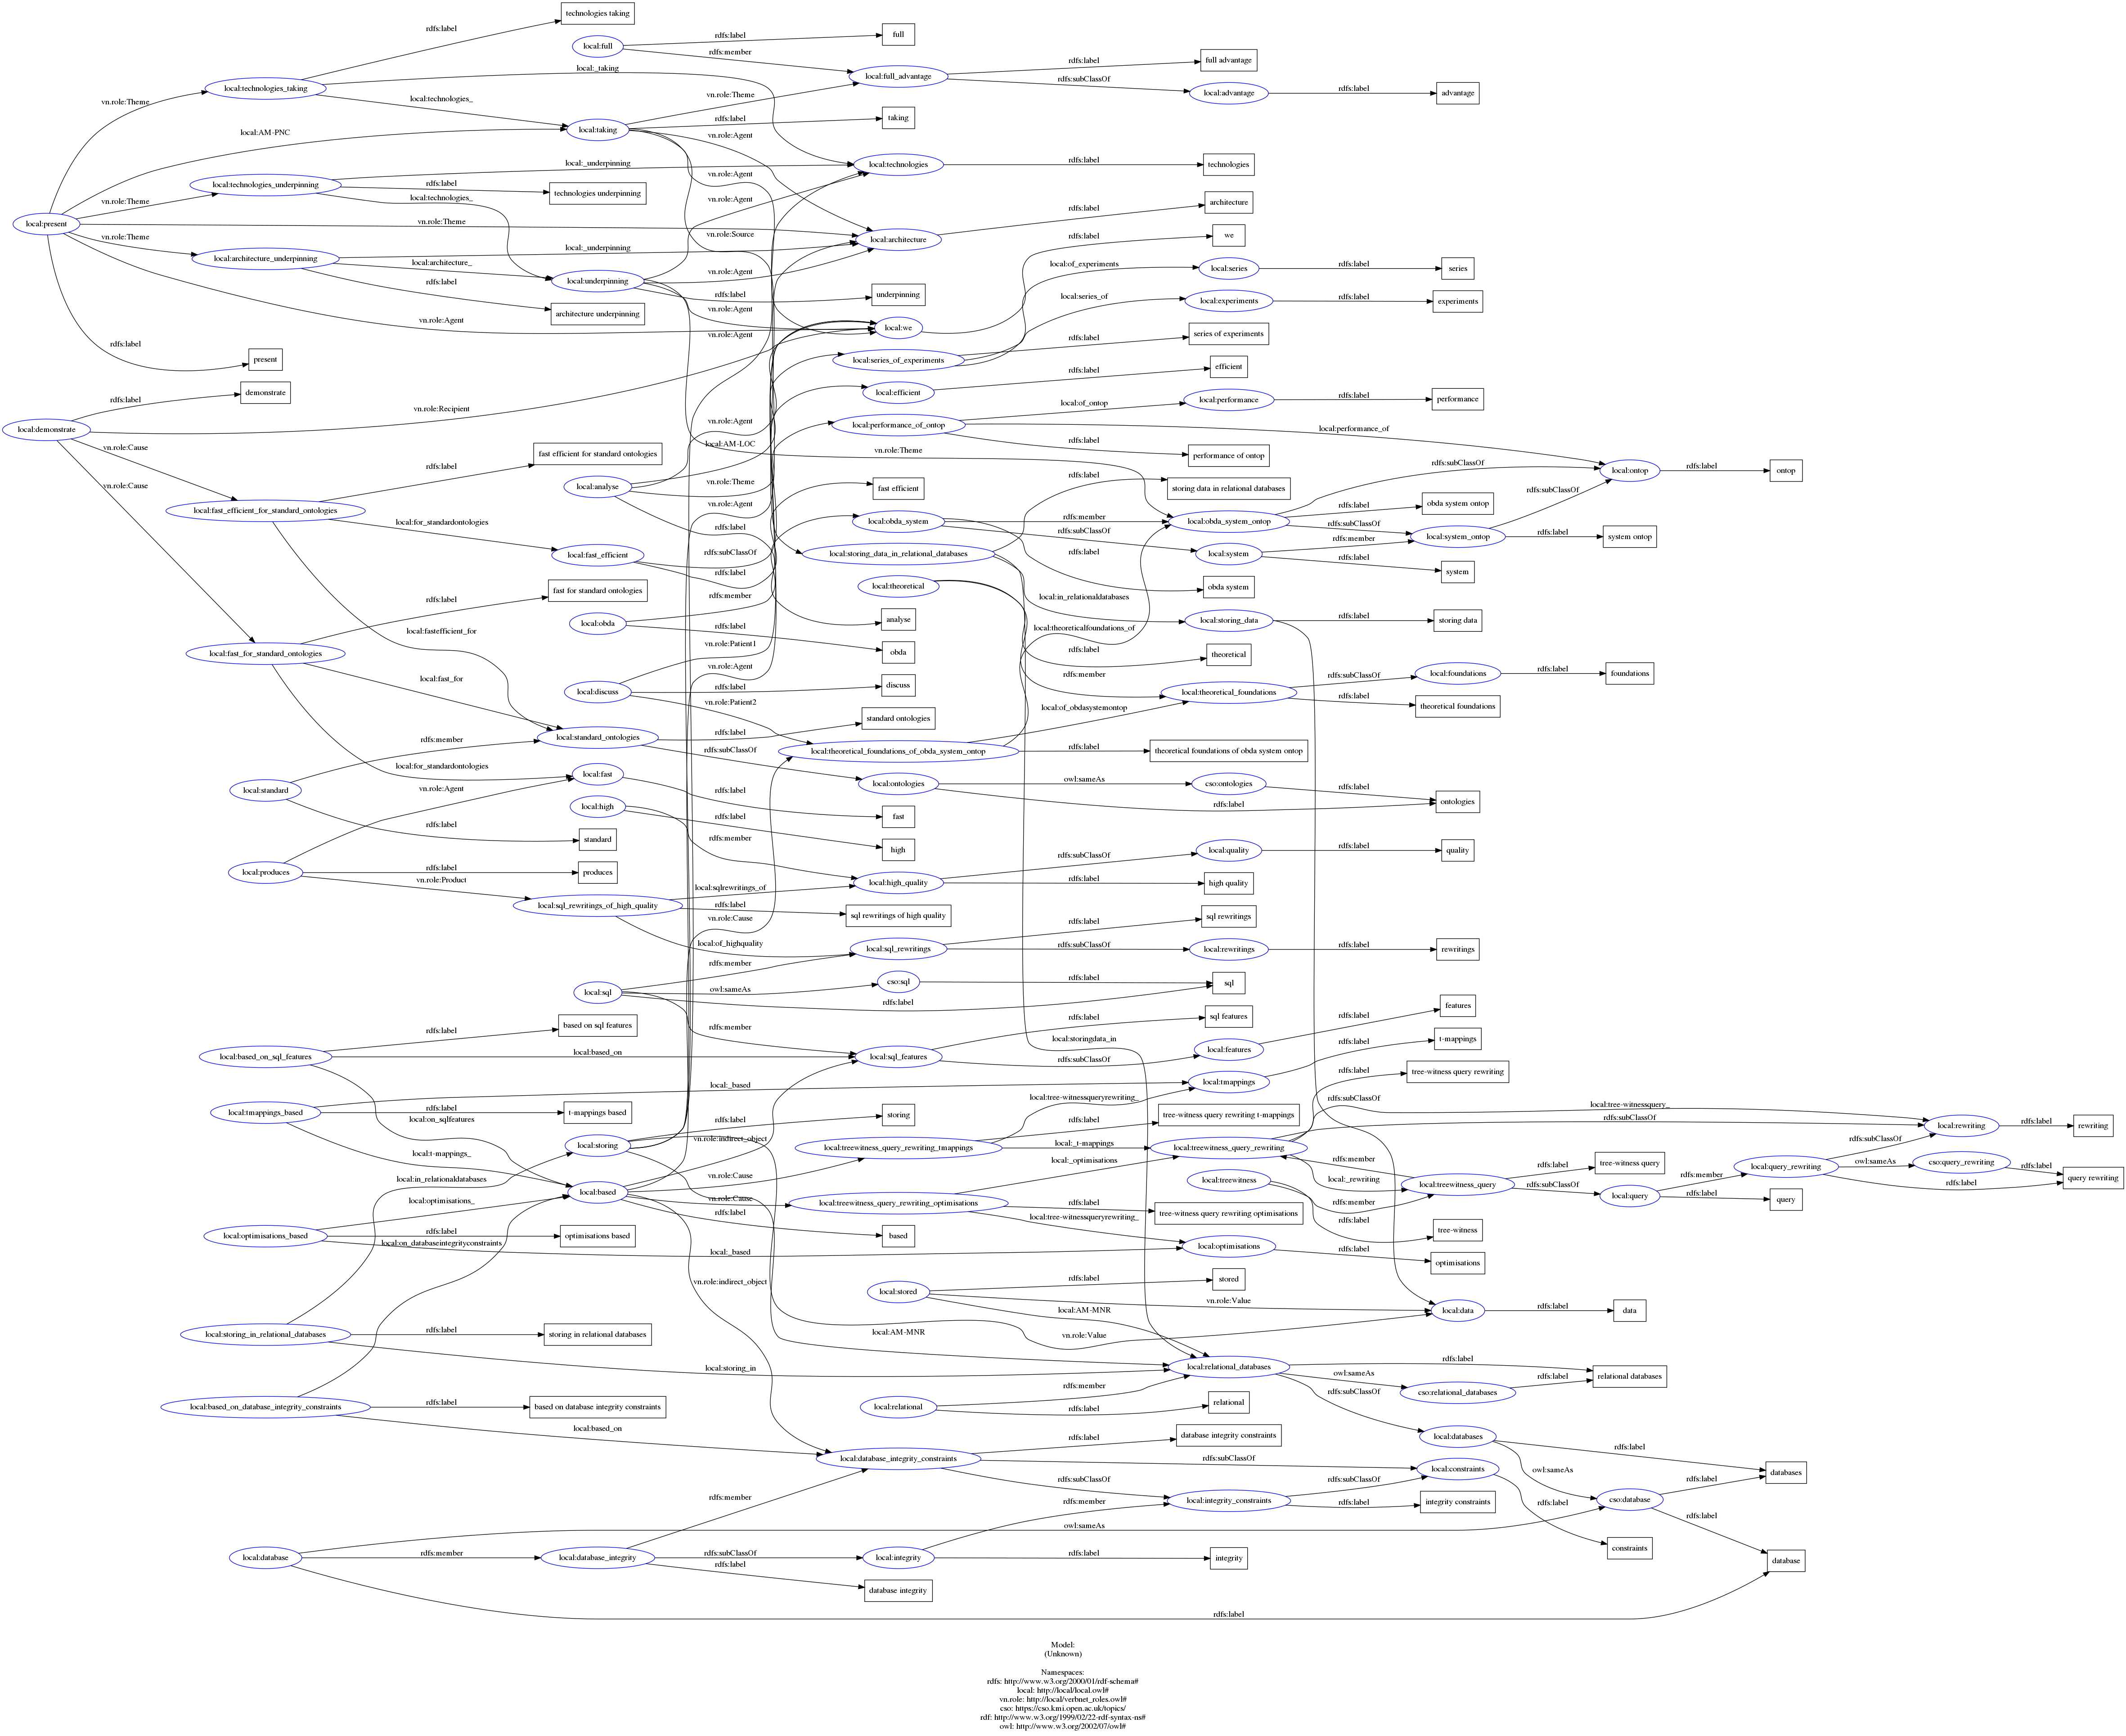 technologies taking
rdfs:label
local:full
rdfs:label
full
rdfs:member
local:_taking
local:full_advantage
rdfs:label
full advantage
rdfs:subClassOf
local:technologies_taking
vn.role:Theme
local:advantage
rdfs:label
advantage
vn.role:Theme
local:technologies_
rdfs:label
taking
local:AM-PNC
local:taking
vn.role:Agent
local:_underpinning
local:technologies
rdfs:label
technologies
vn.role:Agent
local:technologies_underpinning
rdfs:label
technologies underpinning
vn.role:Theme
local:technologies_
vn.role:Agent
architecture
rdfs:label
local:present
vn.role:Theme
vn.role:Source
local:architecture
rdfs:label
we
vn.role:Theme
local:_underpinning
local:architecture_underpinning
local:architecture_
local:of_experiments
local:series
rdfs:label
series
vn.role:Agent
rdfs:label
local:underpinning
rdfs:label
underpinning
local:series_of
local:experiments
rdfs:label
experiments
architecture underpinning
vn.role:Agent
vn.role:Agent
local:we
vn.role:Agent
series of experiments
rdfs:label
rdfs:label
present
local:series_of_experiments
efficient
rdfs:label
rdfs:label
demonstrate
local:efficient
local:of_ontop
local:performance
rdfs:label
performance
vn.role:Recipient
vn.role:Agent
local:demonstrate
local:performance_of_ontop
local:performance_of
vn.role:Cause
local:AM-LOC
rdfs:label
performance of ontop
fast efficient for standard ontologies
rdfs:label
vn.role:Theme
rdfs:subClassOf
local:ontop
rdfs:label
ontop
vn.role:Cause
local:analyse
vn.role:Theme
fast efficient
rdfs:label
storing data in relational databases
rdfs:subClassOf
local:fast_efficient_for_standard_ontologies
vn.role:Agent
rdfs:label
obda system ontop
local:for_standardontologies
rdfs:label
local:obda_system
rdfs:member
local:obda_system_ontop
rdfs:subClassOf
rdfs:subClassOf
rdfs:member
local:system_ontop
rdfs:label
system ontop
local:fast_efficient
rdfs:subClassOf
local:storing_data_in_relational_databases
rdfs:label
local:system
rdfs:label
system
rdfs:label
local:theoretical
obda system
fast for standard ontologies
rdfs:label
rdfs:member
local:in_relationaldatabases
local:obda
rdfs:label
analyse
local:storing_data
rdfs:label
storing data
local:fastefficient_for
vn.role:Patient1
local:theoreticalfoundations_of
local:fast_for_standard_ontologies
obda
rdfs:label
theoretical
vn.role:Agent
rdfs:member
local:foundations
rdfs:label
foundations
local:fast_for
local:discuss
rdfs:label
discuss
local:theoretical_foundations
rdfs:subClassOf
vn.role:Patient2
local:of_obdasystemontop
rdfs:label
theoretical foundations
rdfs:member
local:standard_ontologies
rdfs:label
standard ontologies
rdfs:subClassOf
local:theoretical_foundations_of_obda_system_ontop
rdfs:label
theoretical foundations of obda system ontop
local:for_standardontologies
local:fast
local:standard
vn.role:Agent
local:ontologies
owl:sameAs
cso:ontologies
rdfs:label
rdfs:label
ontologies
rdfs:label
fast
local:high
rdfs:label
rdfs:label
standard
rdfs:member
high
local:quality
rdfs:label
quality
local:produces
rdfs:label
produces
vn.role:Product
rdfs:subClassOf
local:high_quality
rdfs:label
high quality
local:sqlrewritings_of
local:sql_rewritings_of_high_quality
rdfs:label
sql rewritings of high quality
vn.role:Cause
sql rewritings
rdfs:label
local:of_highquality
local:sql_rewritings
rdfs:subClassOf
local:rewritings
rdfs:label
rewritings
rdfs:member
local:sql
owl:sameAs
cso:sql
rdfs:label
sql
rdfs:label
features
rdfs:label
sql features
rdfs:label
based on sql features
rdfs:label
rdfs:member
local:storingdata_in
t-mappings
rdfs:label
local:based_on_sql_features
local:based_on
local:sql_features
rdfs:subClassOf
local:features
rdfs:label
tree-witness query rewriting
local:_based
local:tmappings
rdfs:subClassOf
local:tmappings_based
rdfs:label
t-mappings based
local:on_sqlfeatures
rdfs:label
storing
local:tree-witnessqueryrewriting_
tree-witness query rewriting t-mappings
rdfs:label
local:tree-witnessquery_
rdfs:subClassOf
local:rewriting
rdfs:label
rewriting
local:storing
vn.role:indirect_object
local:treewitness_query_rewriting_tmappings
local:_t-mappings
local:treewitness_query_rewriting
local:t-mappings_
rdfs:subClassOf
local:in_relationaldatabases
vn.role:Cause
local:_optimisations
rdfs:member
rdfs:label
tree-witness query
local:query_rewriting
owl:sameAs
cso:query_rewriting
rdfs:label
query rewriting
rdfs:label
local:based
local:treewitness
local:_rewriting
local:treewitness_query
rdfs:subClassOf
local:query
rdfs:member
rdfs:label
query
local:optimisations_
vn.role:Cause
local:treewitness_query_rewriting_optimisations
rdfs:label
tree-witness query rewriting optimisations
rdfs:member
rdfs:label
tree-witness
local:optimisations_based
rdfs:label
optimisations based
rdfs:label
based
local:tree-witnessqueryrewriting_
local:on_databaseintegrityconstraints
local:_based
local:optimisations
rdfs:label
optimisations
vn.role:indirect_object
local:stored
rdfs:label
stored
vn.role:Value
local:AM-MNR
local:data
rdfs:label
data
local:storing_in_relational_databases
rdfs:label
storing in relational databases
local:AM-MNR
vn.role:Value
local:storing_in
local:relational_databases
rdfs:label
relational databases
owl:sameAs
rdfs:label
cso:relational_databases
rdfs:member
rdfs:subClassOf
local:based_on_database_integrity_constraints
rdfs:label
based on database integrity constraints
local:relational
rdfs:label
relational
local:based_on
database integrity constraints
rdfs:label
local:databases
rdfs:label
local:database_integrity_constraints
rdfs:subClassOf
local:constraints
owl:sameAs
databases
rdfs:label
rdfs:subClassOf
rdfs:subClassOf
rdfs:member
rdfs:member
local:integrity_constraints
rdfs:label
integrity constraints
rdfs:label
cso:database
rdfs:label
owl:sameAs
constraints
local:database
rdfs:member
local:database_integrity
rdfs:subClassOf
local:integrity
rdfs:label
integrity
database
rdfs:label
database integrity
rdfs:label
Model:
(Unknown)
Namespaces:
rdfs: http://www.w3.org/2000/01/rdf-schema#
local: http://local/local.owl#
vn.role: http://local/verbnet_roles.owl#
cso: https://cso.kmi.open.ac.uk/topics/
rdf: http://www.w3.org/1999/02/22-rdf-syntax-ns#
owl: http://www.w3.org/2002/07/owl#